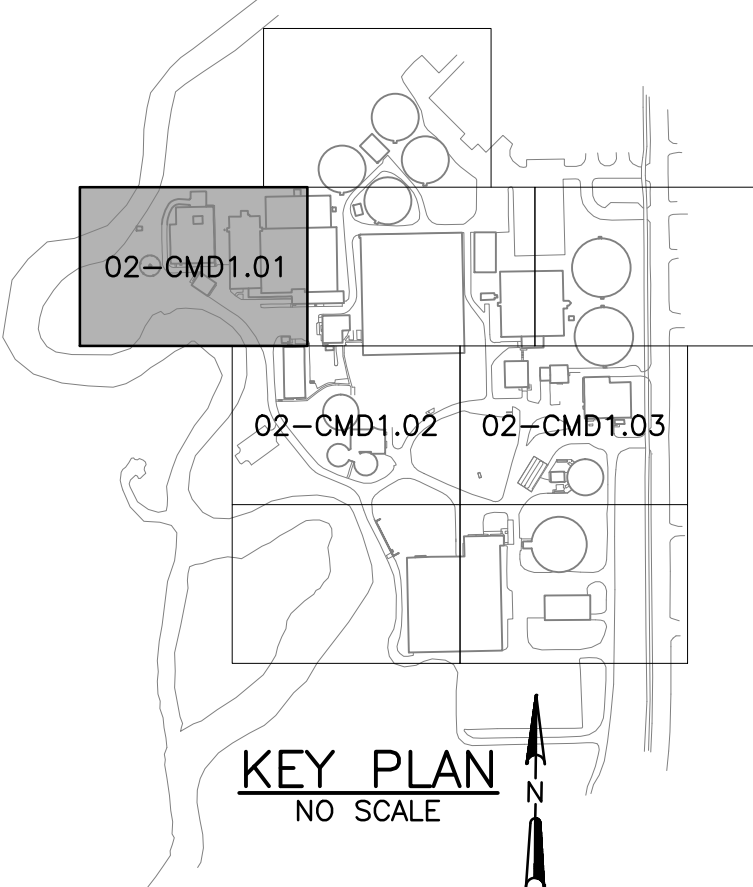 02-CMD1.01
02-CMD1.02
02-CMD1.03
KEY PLAN
NO SCALE
N